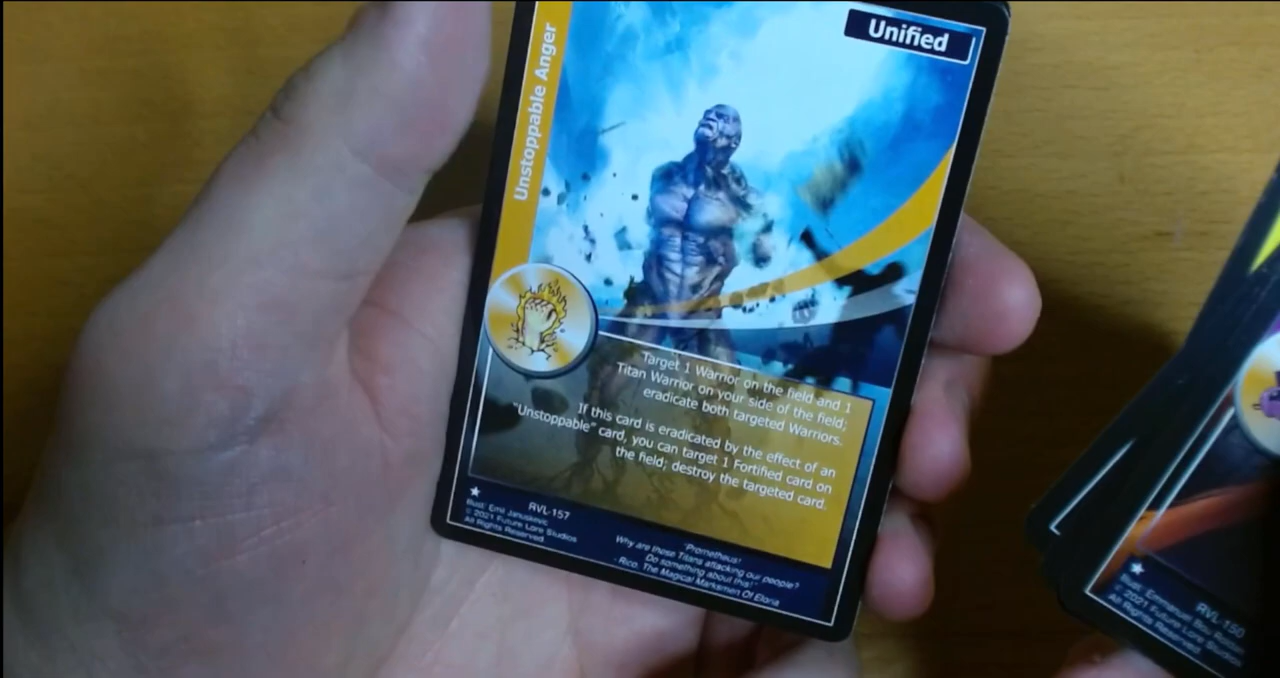 Unified
Unstoppable Anger
Target 1 Warrior on the field and 1
Titan Warrior on your side of the field;
eradicate both targeted Warriors.
If this card is eradicated by the effect of an
"Unstoppable" card, you can target 1 Fortified card on
the field; destroy the targeted card.
RVL-157
Illust: Emil Januskevic
© 2021 Future Lore Studios
All Rights Reserved
"Prometheus!
Why are these Titans attacking our people?
Do something about this!"
- Rico, The Magical Marksmen Of Eloria
RVL-150
Illust: Emmanuel Bou
© 2021 Future Lore Studios
All Rights Reserved